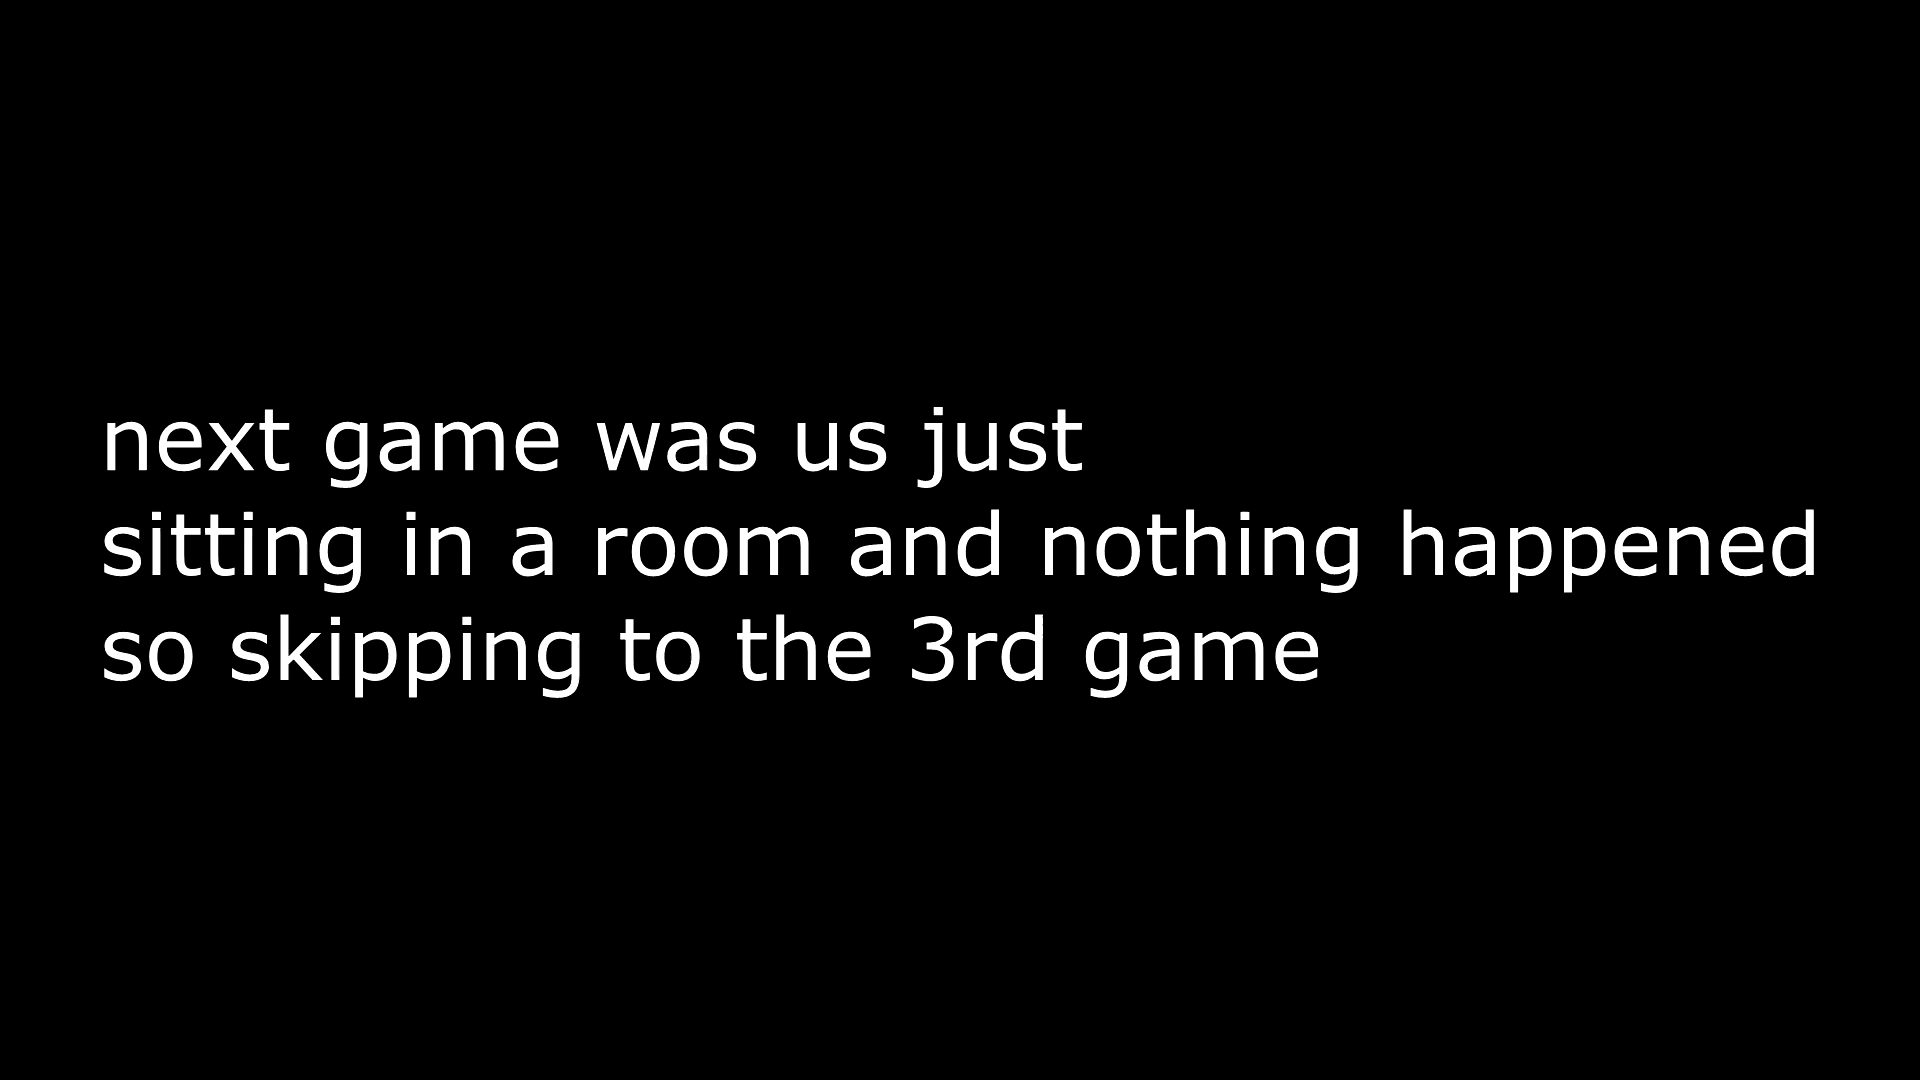 next game was us just
sitting in a room and nothing happened
so skipping to the 3rd game